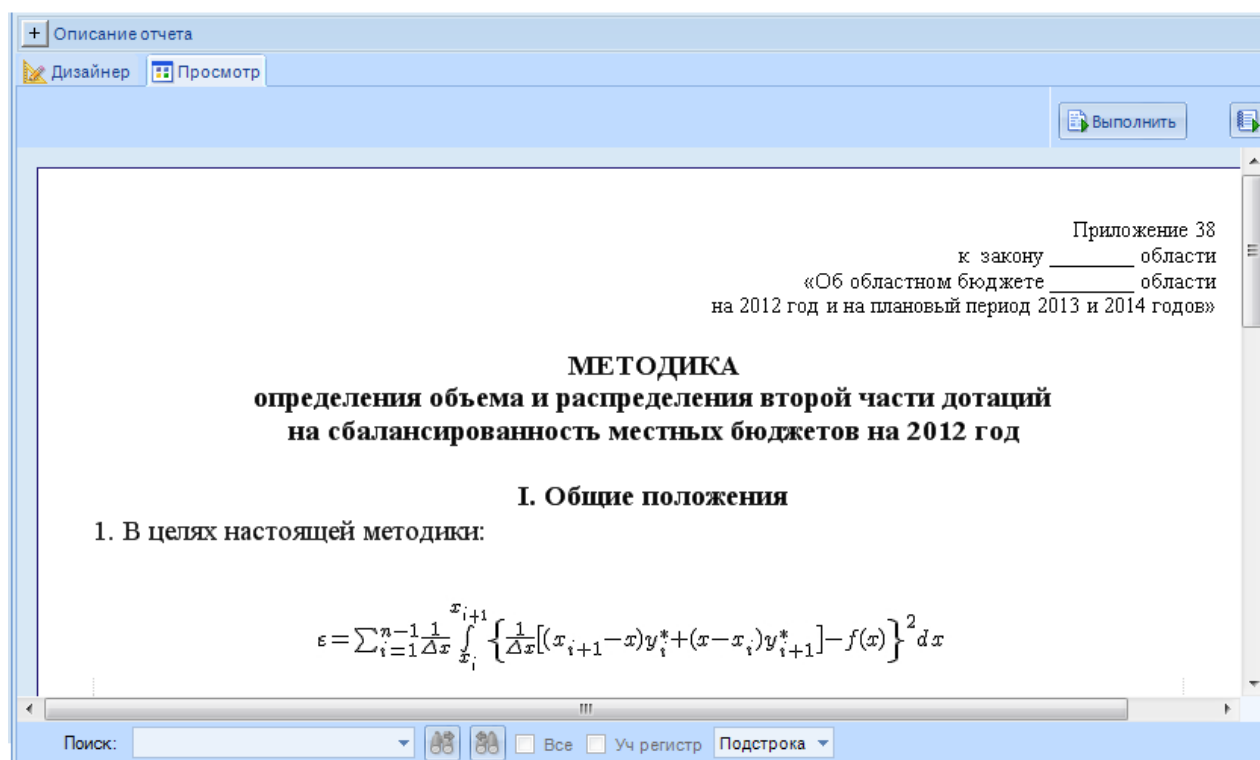 + Описание отчета
Дизайнер Просмотр
Выполнить
Приложение 38
к закону ________ области
«Об областном бюджете ________ области
на 2012 год и на плановый период 2013 и 2014 годов»
МЕТОДИКА
определения объема и распределения второй части дотаций
на сбалансированность местных бюджетов на 2012 год
I. Общие положения
1. В целях настоящей методики:
ε=∑_{i=1}^{n−1} \frac{1}{Δx} ∫_{x_i}^{x_{i+1}} {\frac{1}{Δx}[(x_{i+1}−x)y_i^*+(x−x_i)y_{i+1}^*]−f(x)}^2 dx
Поиск: Все Уч регистр Подстрока